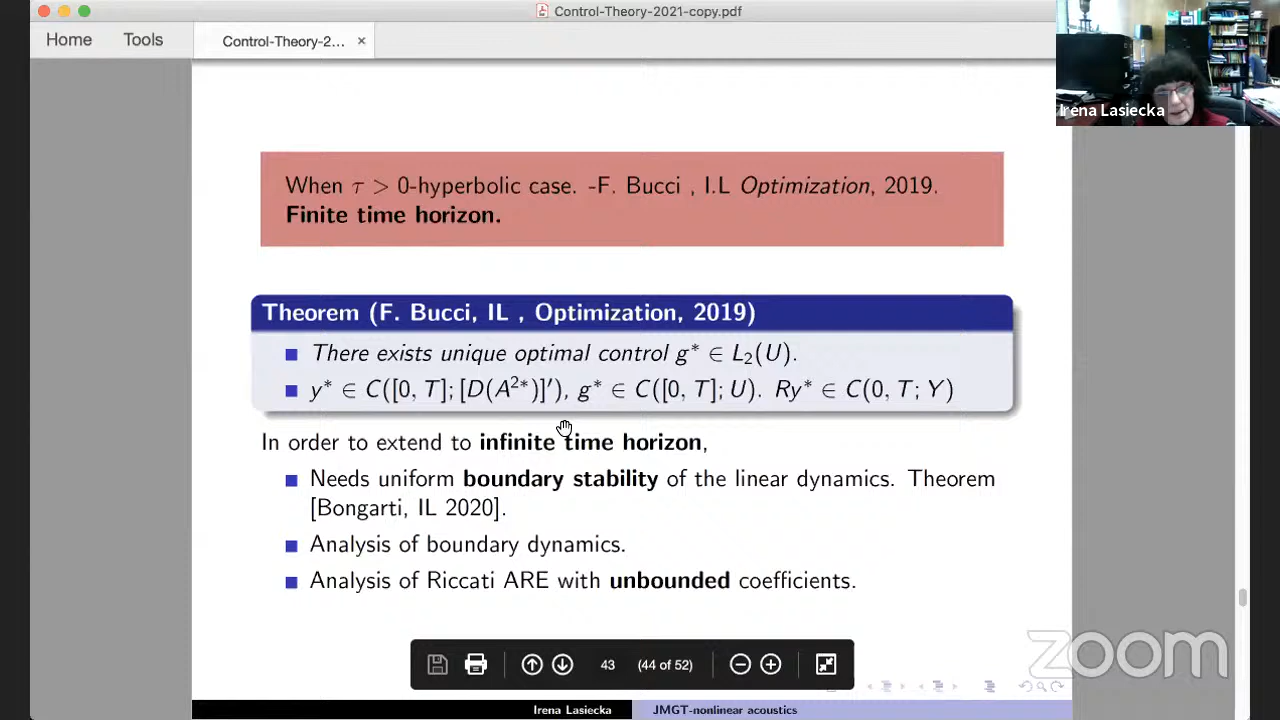 Control-Theory-2021-copy.pdf
Home Tools Control-Theory-2... ×
Irena Lasiecka
When τ > 0-hyperbolic case. -F. Bucci , I.L Optimization, 2019.
Finite time horizon.
Theorem (F. Bucci, IL , Optimization, 2019)
There exists unique optimal control g* ∈ L₂(U).
y* ∈ C([0, T]; [D(A²*)]′), g* ∈ C([0, T]; U). Ry* ∈ C(0, T; Y)
In order to extend to infinite time horizon,
Needs uniform boundary stability of the linear dynamics. Theorem
[Bongarti, IL 2020].
Analysis of boundary dynamics.
Analysis of Riccati ARE with unbounded coefficients.
43 (44 of 52)
zoom
Irena Lasiecka JMGT-nonlinear acoustics